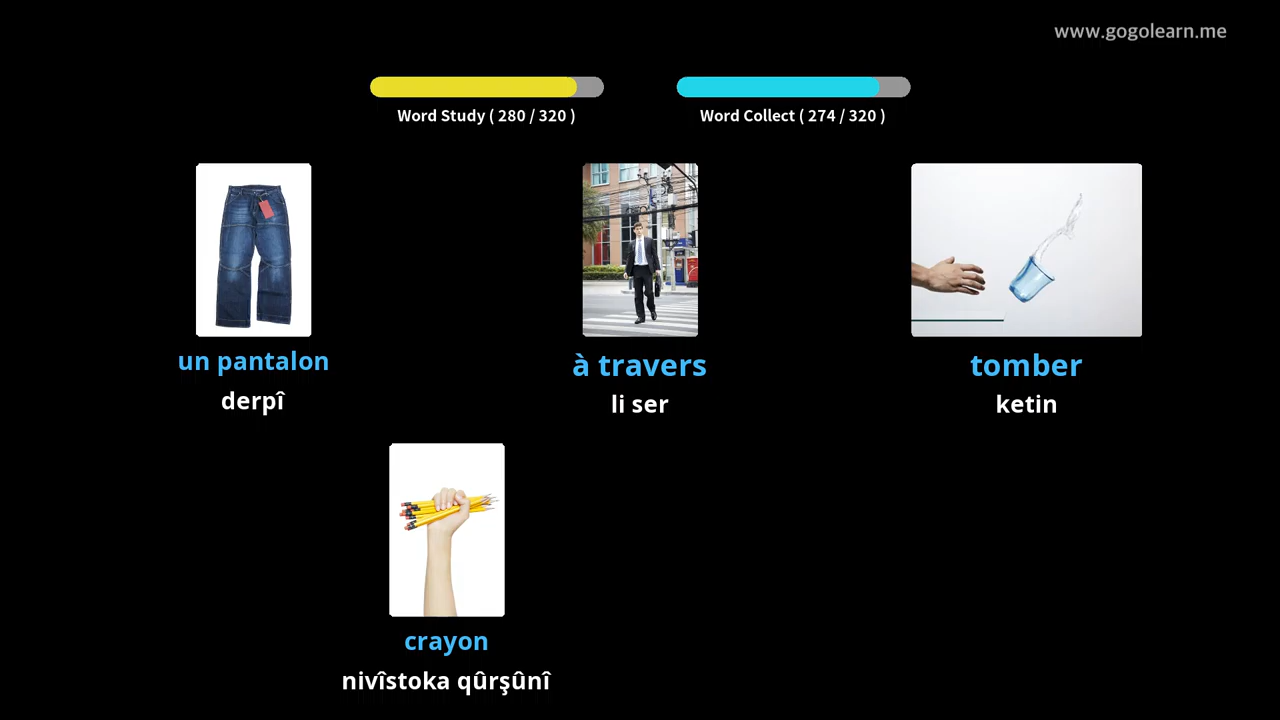 www.gogolearn.me
Word Study ( 280 / 320 )
Word Collect ( 274 / 320 )
un pantalon
derpî
à travers
li ser
tomber
ketin
crayon
nivîstoka qûrşûnî